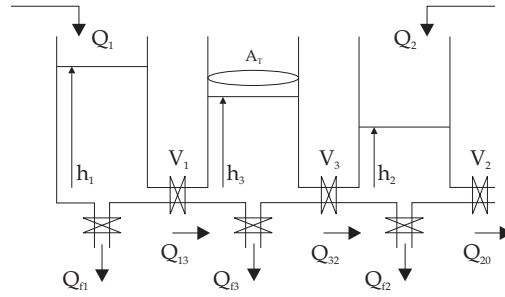 Q1 Q2
AT
h1 V1 h3 V3 h2 V2
Q13 Q32 Q20
Qf1 Qf3 Qf2